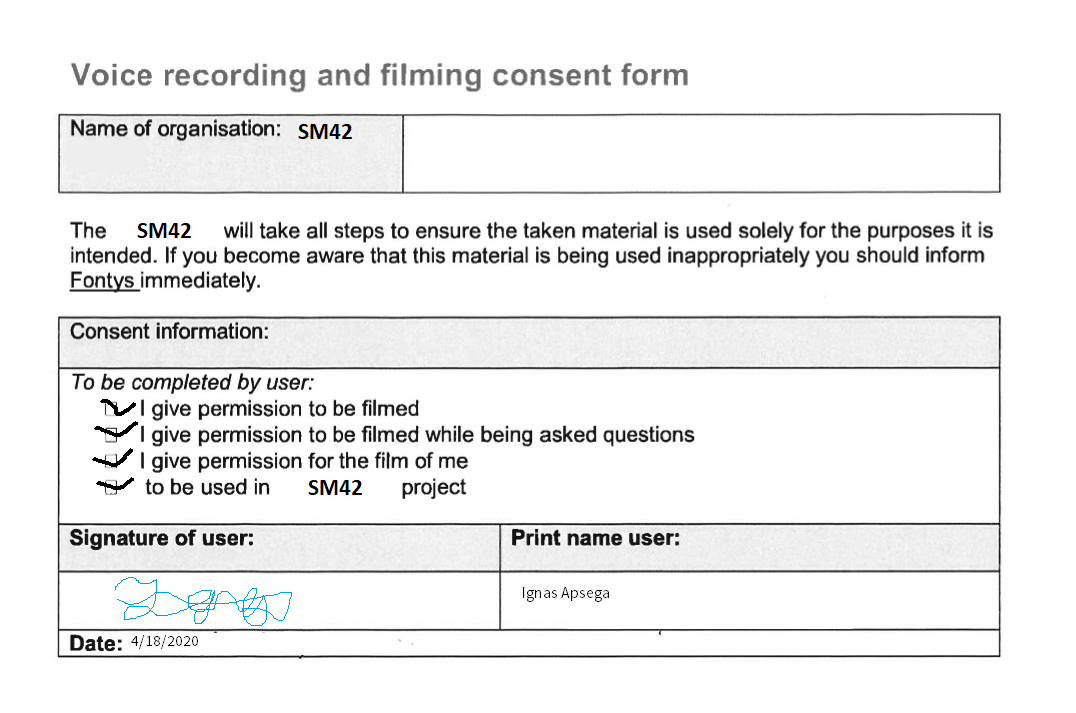 Voice recording and filming consent form
Name of organisation: SM42
The SM42 will take all steps to ensure the taken material is used solely for the purposes it is
intended. If you become aware that this material is being used inappropriately you should inform
Fontys immediately.
Consent information:
To be completed by user:
I give permission to be filmed
I give permission to be filmed while being asked questions
I give permission for the film of me
to be used in SM42 project
Signature of user: Print name user:
Ignas Apsega
Date: 4/18/2020